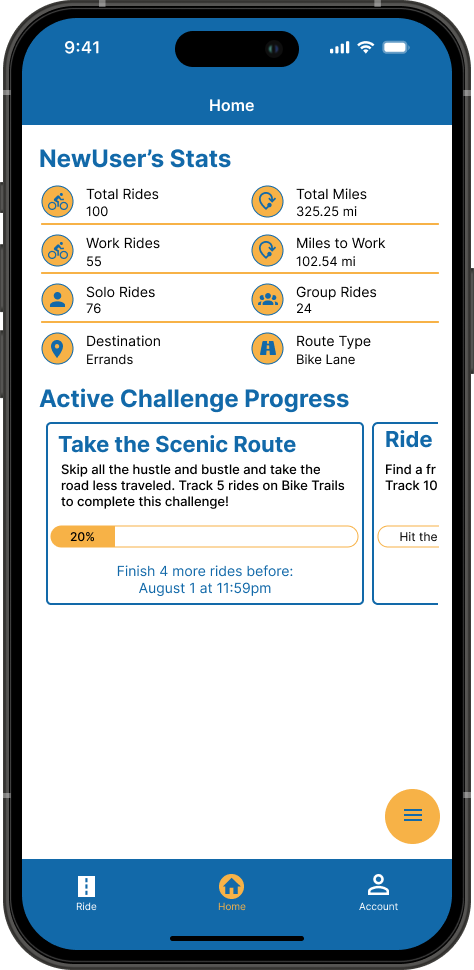 9:41
Home
NewUser’s Stats
Total Rides
100
Total Miles
325.25 mi
Work Rides
55
Miles to Work
102.54 mi
Solo Rides
76
Group Rides
24
Destination
Errands
Route Type
Bike Lane
Active Challenge Progress
Take the Scenic Route
Skip all the hustle and bustle and take the
road less traveled. Track 5 rides on Bike Trails
to complete this challenge!
20%
Finish 4 more rides before:
August 1 at 11:59pm
Ride
Find a fr
Track 10
Hit the
Ride
Home
Account